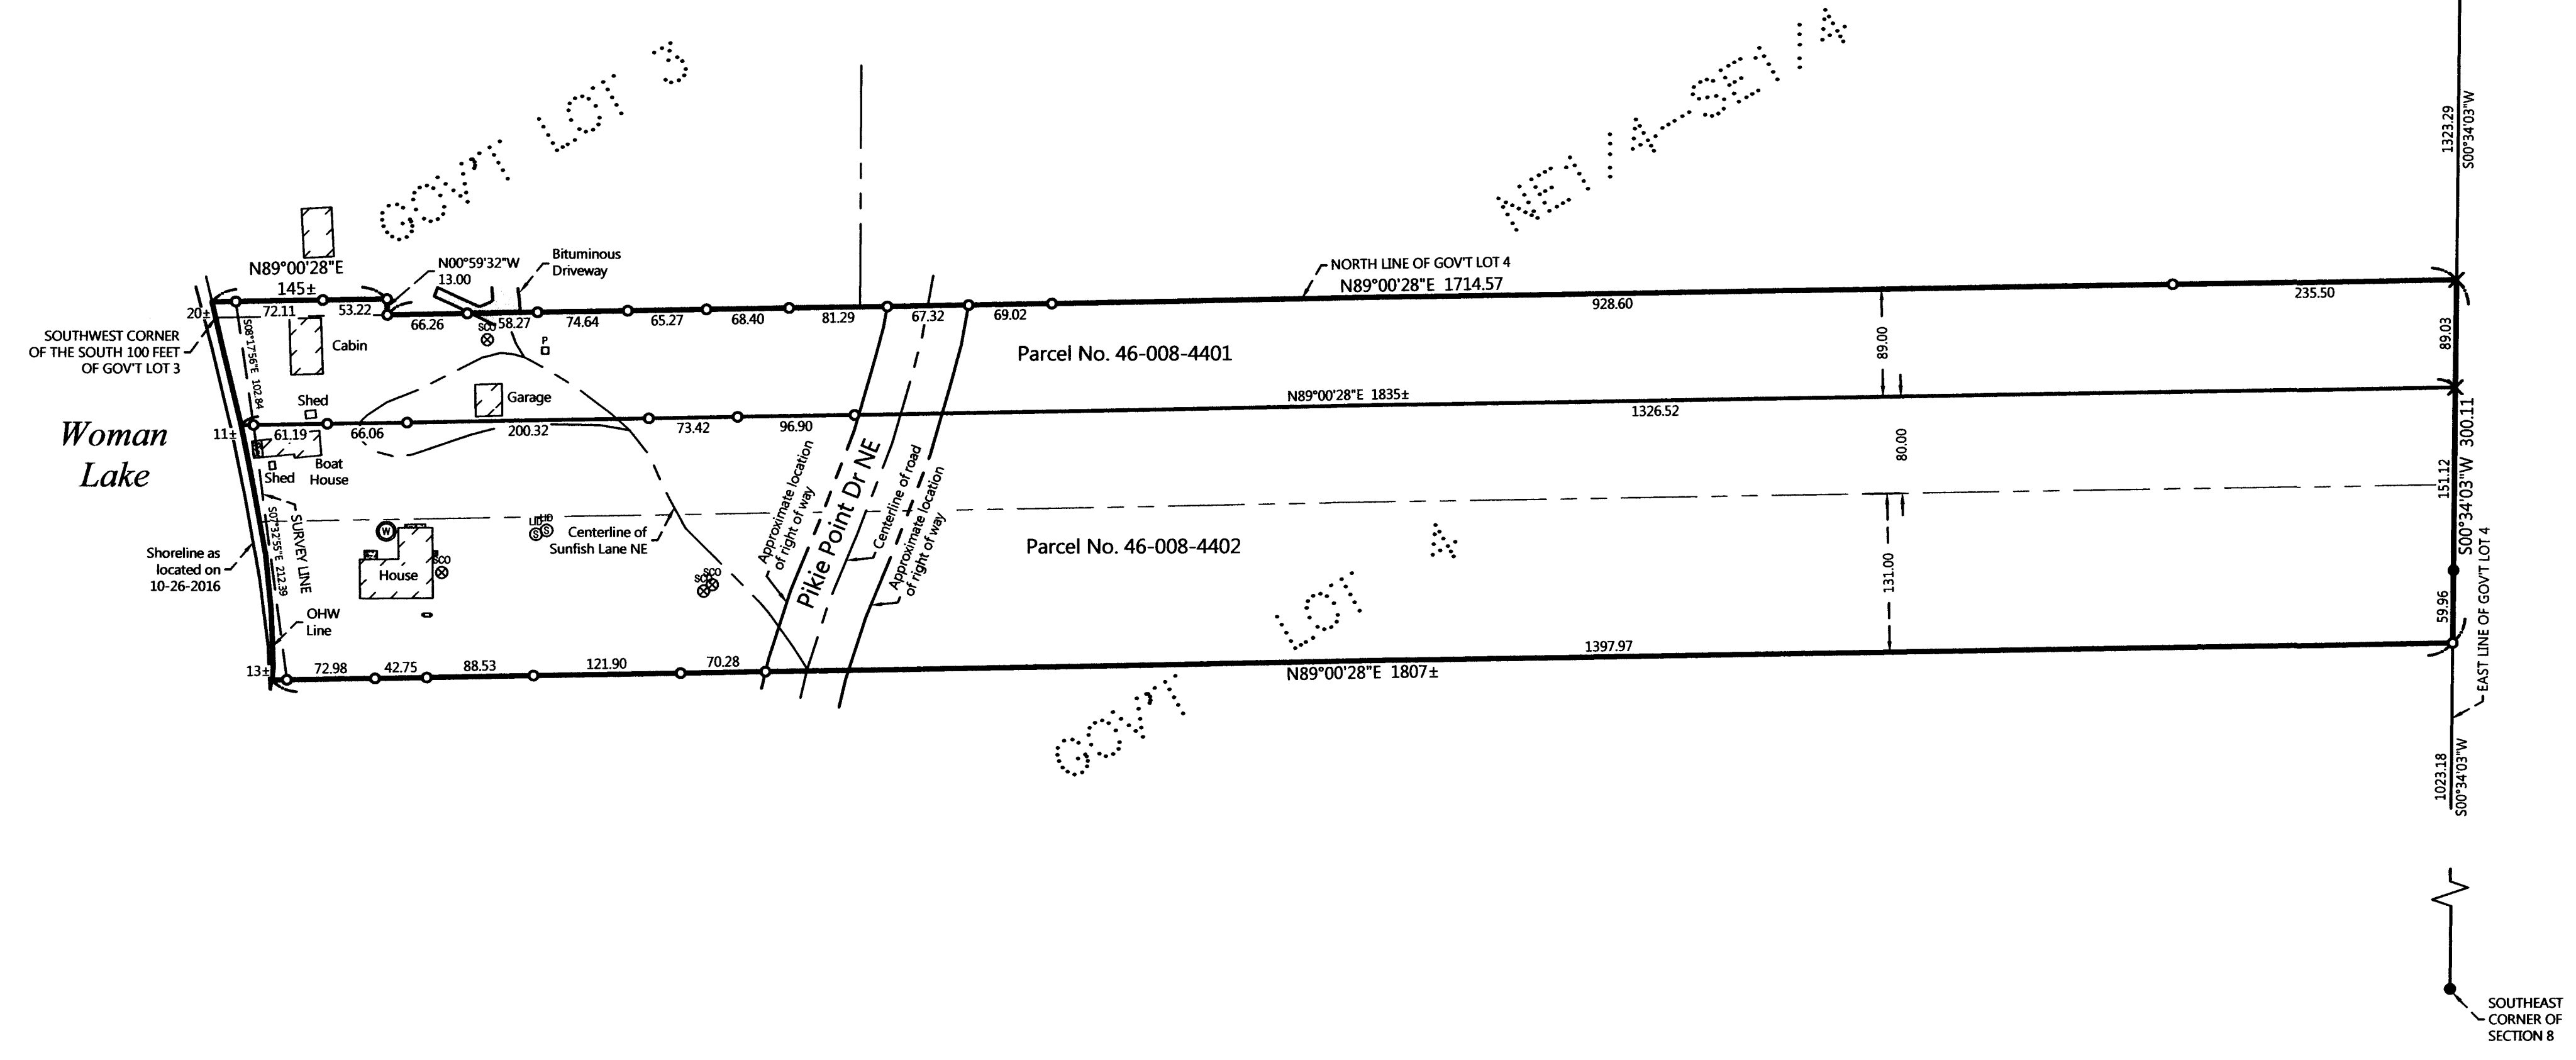 GOV'T LOT 3
NE1/4-SE1/4
1323.29
S00°34'03"W
N89°00'28"E
145±
N00°59'32"W
13.00
Bituminous
Driveway
NORTH LINE OF GOV'T LOT 4
N89°00'28"E 1714.57
20±
72.11
53.22
66.26
58.27
74.64
65.27
68.40
81.29
67.32
69.02
928.60
235.50
SOUTHWEST CORNER
OF THE SOUTH 100 FEET
OF GOV'T LOT 3
S08°17'56"E 102.84
Cabin
SCO
P
Parcel No. 46-008-4401
89.00
89.03
Shed
Garage
N89°00'28"E 1835±
Woman
Lake
11±
61.19
66.06
200.32
73.42
96.90
1326.52
80.00
Shed
Boat
House
SURVEY LINE
S07°32'55"E 212.39
Shoreline as
located on
10-26-2016
W
House
SCO
S
S
Centerline of
Sunfish Lane NE
SCO
SCO
Approximate location
of right of way
Pikie Point Dr NE
Centerline of road
Approximate location
of right of way
Parcel No. 46-008-4402
131.00
151.12
S00°34'03"W 300.11
59.96
EAST LINE OF GOV'T LOT 4
OHW
Line
13±
72.98
42.75
88.53
121.90
70.28
1397.97
N89°00'28"E 1807±
GOV'T LOT 4
1023.18
S00°34'03"W
SOUTHEAST
CORNER OF
SECTION 8